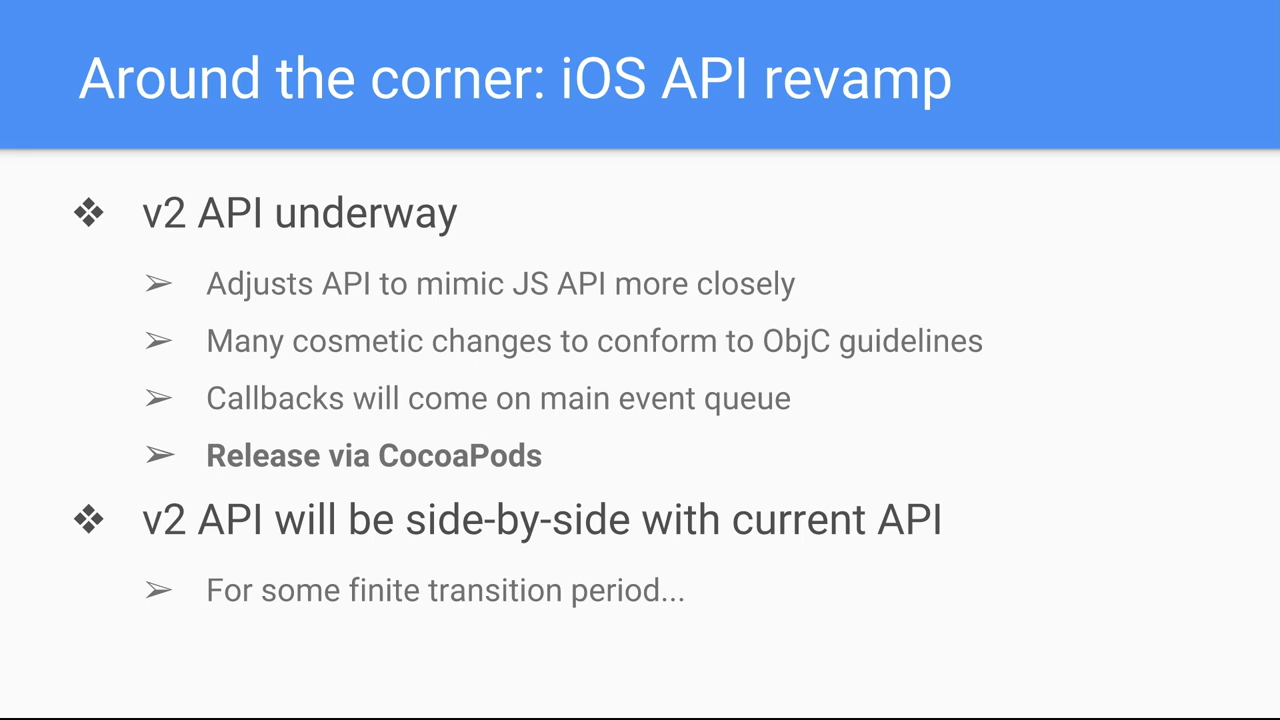 Around the corner: iOS API revamp
❖ v2 API underway
➢ Adjusts API to mimic JS API more closely
➢ Many cosmetic changes to conform to ObjC guidelines
➢ Callbacks will come on main event queue
➢ Release via CocoaPods
❖ v2 API will be side-by-side with current API
➢ For some finite transition period...